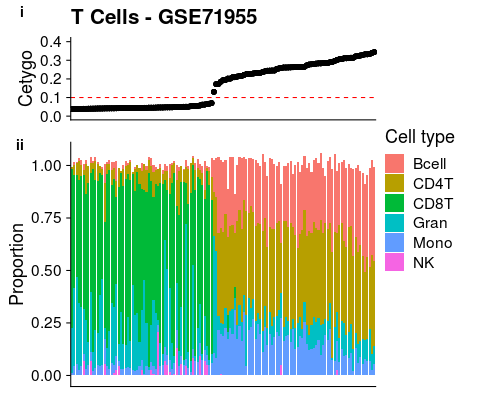 i
T Cells - GSE71955
Cetygo
0.4
0.3
0.2
0.1
0.0
ii
Proportion
1.00
0.75
0.50
0.25
0.00
Cell type
Bcell
CD4T
CD8T
Gran
Mono
NK